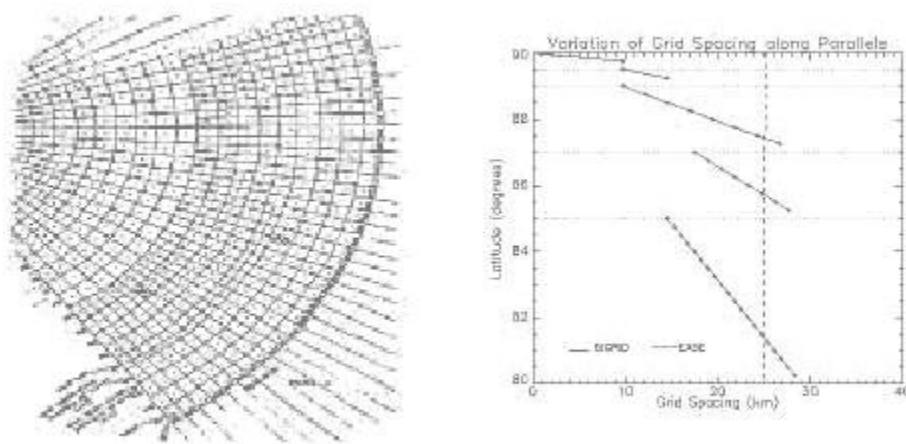 Variation of Grid Spacing along Parallels
90
88
86
84
82
80
Latitude (degrees)
EASE
0 10 20 30 40
Grid Spacing (km)